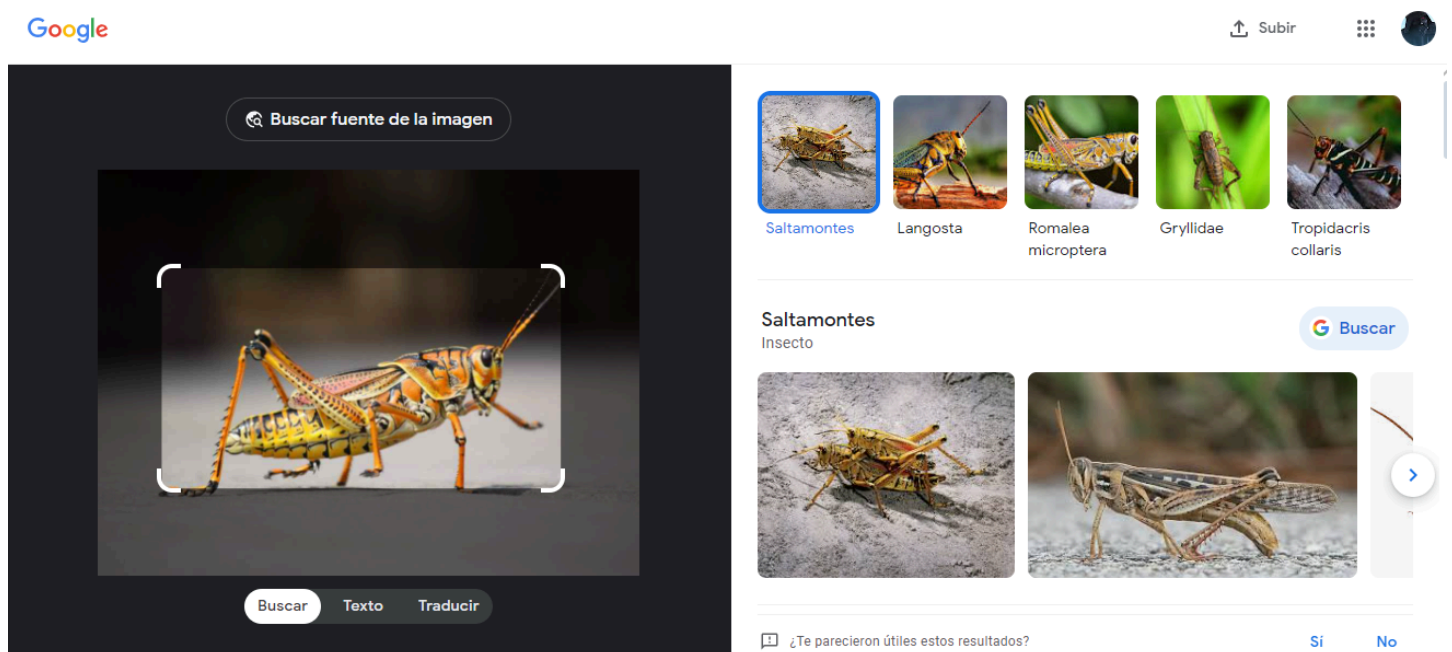 Google
Subir
Buscar fuente de la imagen
Saltamontes
Langosta
Romalea
microptera
Gryllidae
Tropidacris
collaris
Saltamontes
Insecto
Buscar
Buscar
Texto
Traducir
¿Te parecieron útiles estos resultados?
Sí
No